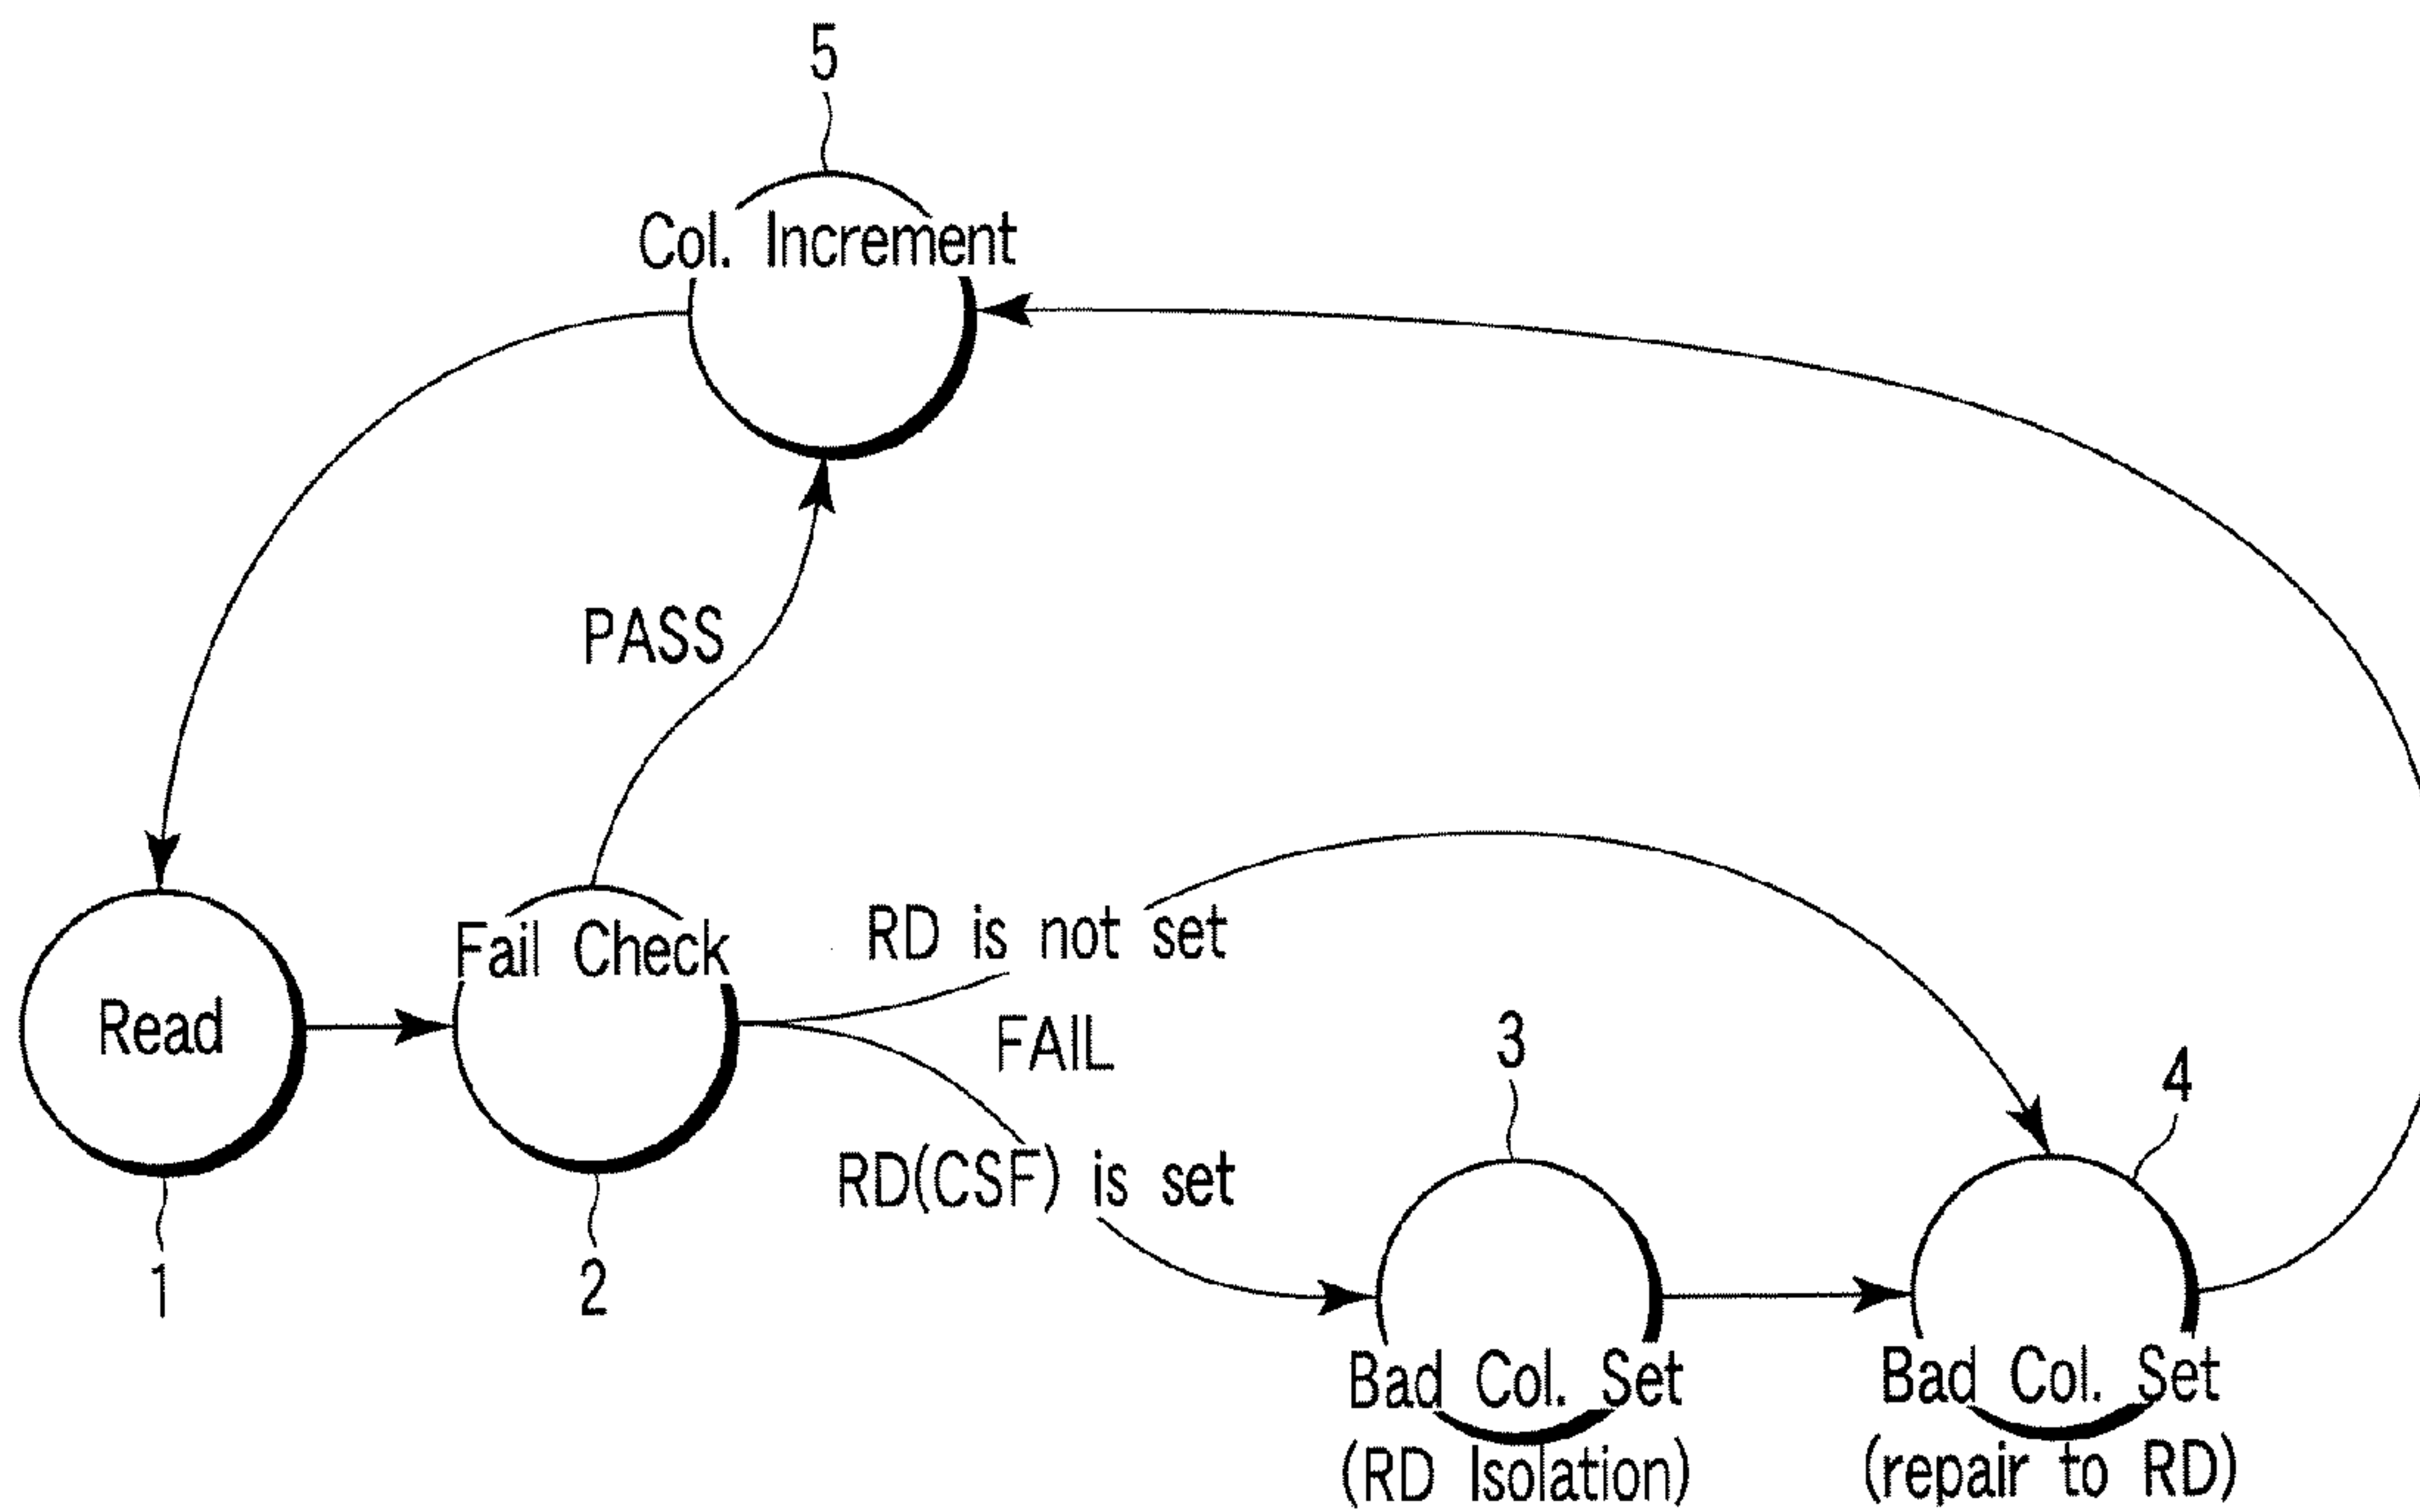 5
Col. Increment
PASS
RD is not set
Fail Check
Read
FAIL
3
4
RD(CSF) is set
1
2
Bad Col. Set
(RD Isolation)
Bad Col. Set
(repair to RD)